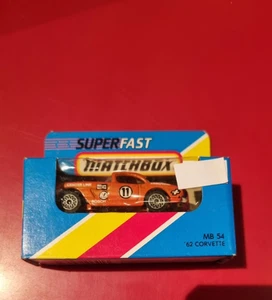 SUPERFAST
MATCHBOX
11
MB 54
'62 CORVETTE